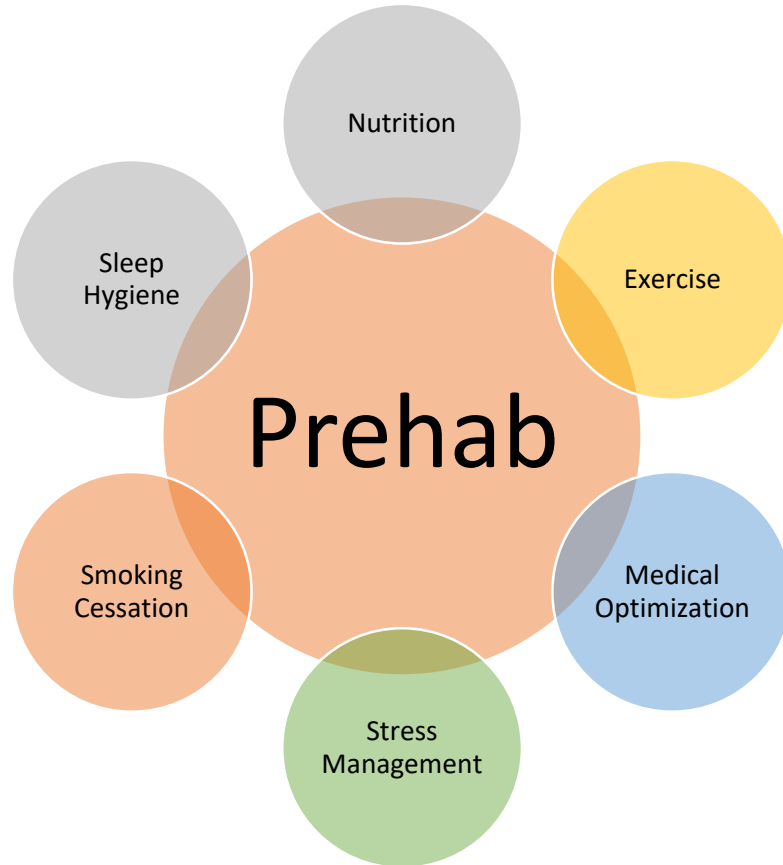 Nutrition
Exercise
Medical
Optimization
Stress
Management
Smoking
Cessation
Sleep
Hygiene
Prehab